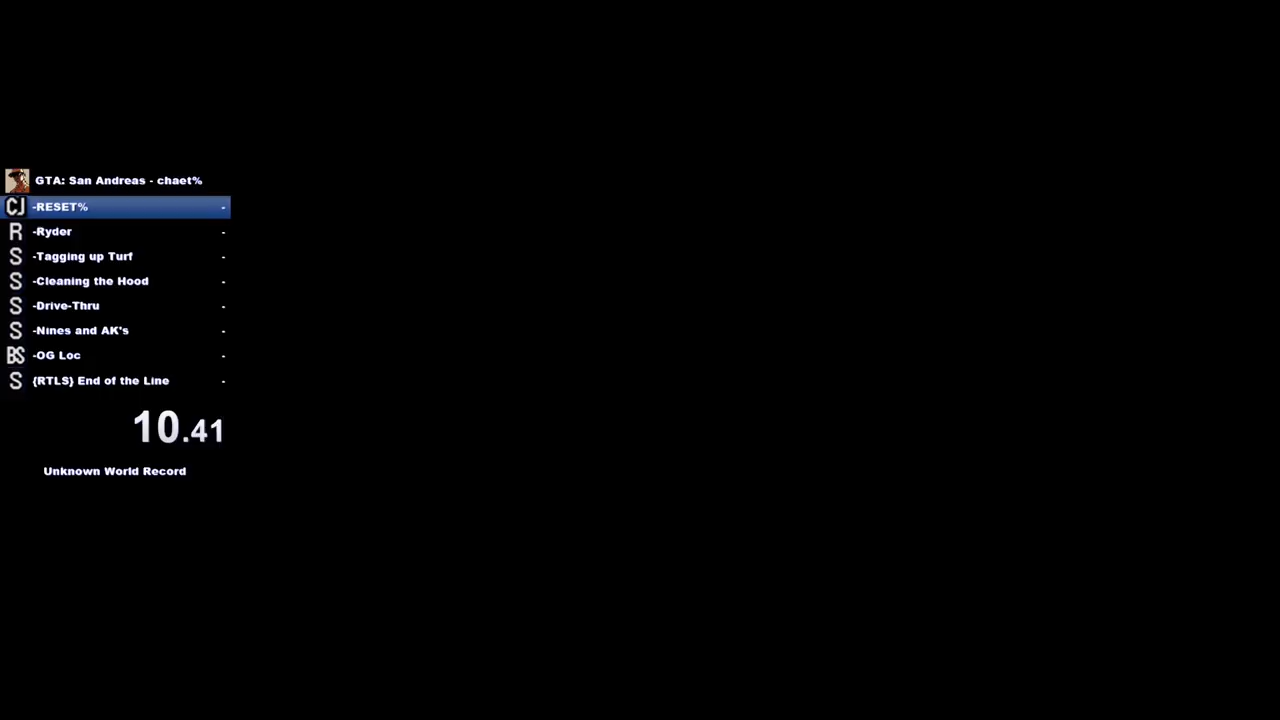 GTA: San Andreas - chaet%
CJ -RESET% -
R -Ryder -
S -Tagging up Turf -
S -Cleaning the Hood -
S -Drive-Thru -
S -Nines and AK's -
BS -OG Loc -
S {RTLS} End of the Line -
10.41
Unknown World Record